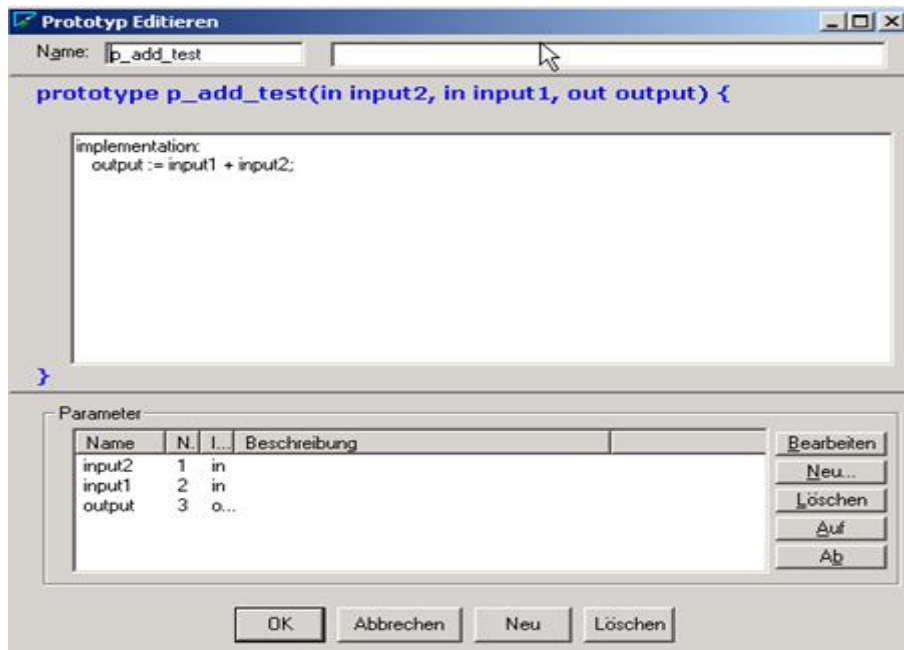 Prototyp Editieren
Name: p_add_test
prototype p_add_test(in input2, in input1, out output) {
implementation:
output := input1 + input2;
}
Parameter
Name N. I... Beschreibung
input2 1 in
input1 2 in
output 3 o...
Bearbeiten
Neu...
Löschen
Auf
Ab
OK Abbrechen Neu Löschen